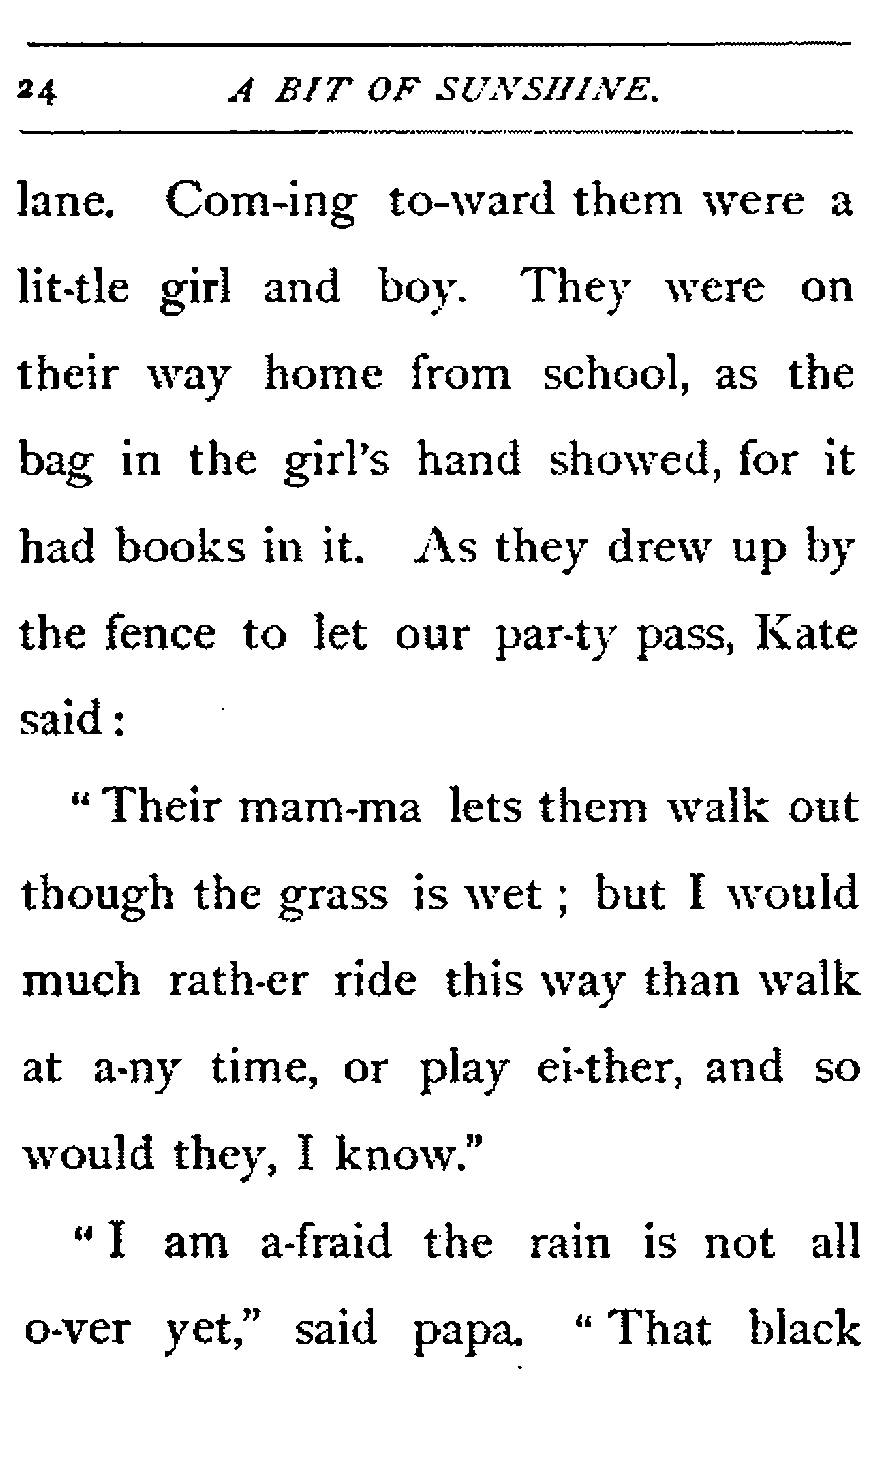 24 A BIT OF SUNSHINE.
lane. Com-ing to-ward them were a
lit-tle girl and boy. They were on
their way home from school, as the
bag in the girl's hand showed, for it
had books in it. As they drew up by
the fence to let our par-ty pass, Kate
said:
“Their mam-ma lets them walk out
though the grass is wet; but I would
much rath-er ride this way than walk
at a-ny time, or play ei-ther, and so
would they, I know.”
“I am a-fraid the rain is not all
o-ver yet,” said papa. “That black